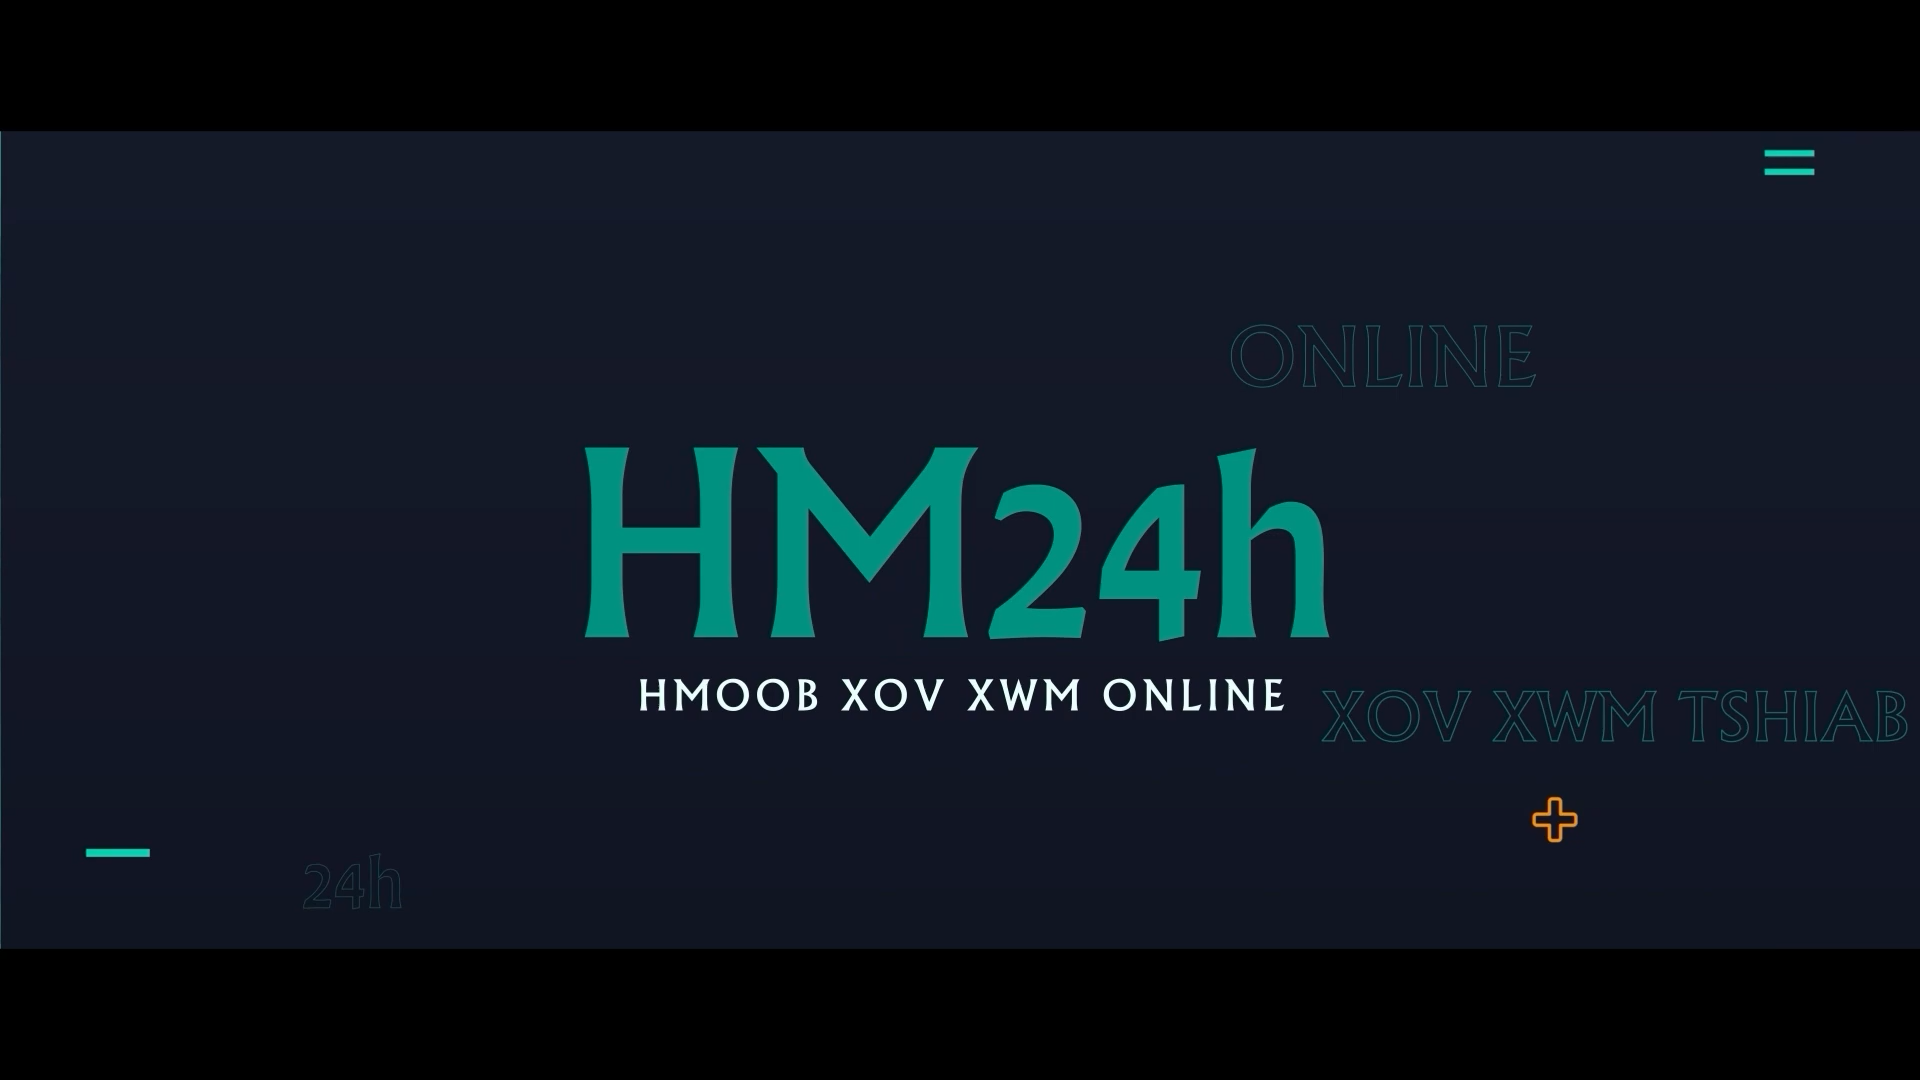 ONLINE
HM24h
HMOOB XOV XWM ONLINE
XOV XWM TSHIAB
24h